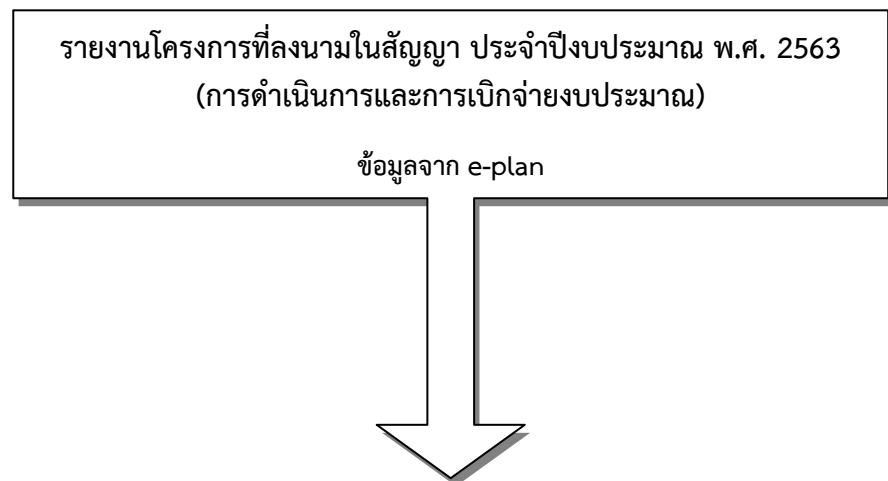 รายงานโครงการที่ลงนามในสัญญา ประจำปีงบประมาณ พ.ศ. 2563
(การดำเนินการและการเบิกจ่ายงบประมาณ)
ข้อมูลจาก e-plan